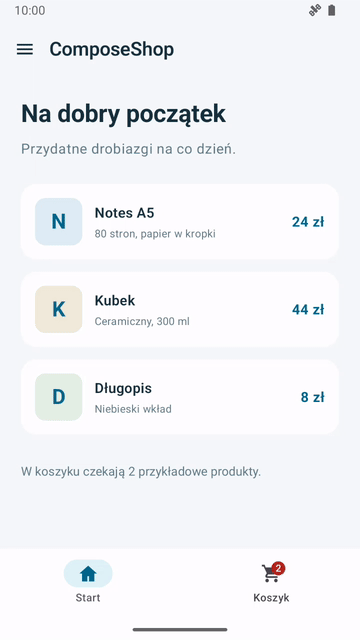 10:00
ComposeShop
Na dobry początek
Przydatne drobiazgi na co dzień.
N
Notes A5
80 stron, papier w kropki
24 zł
K
Kubek
Ceramiczny, 300 ml
44 zł
D
Długopis
Niebieski wkład
8 zł
W koszyku czekają 2 przykładowe produkty.
2
Start
Koszyk